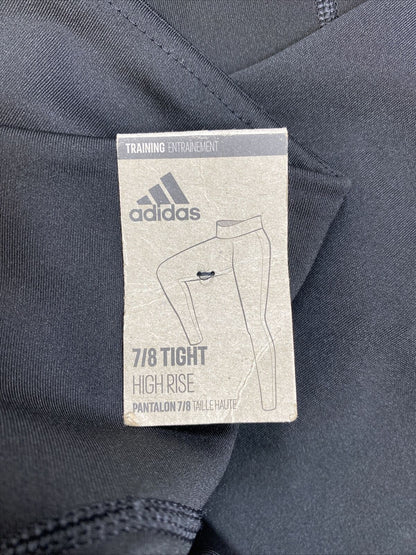 TRAINING ENTRAINEMENT
adidas
7/8 TIGHT
HIGH RISE
PANTALON 7/8 TAILLE HAUTE